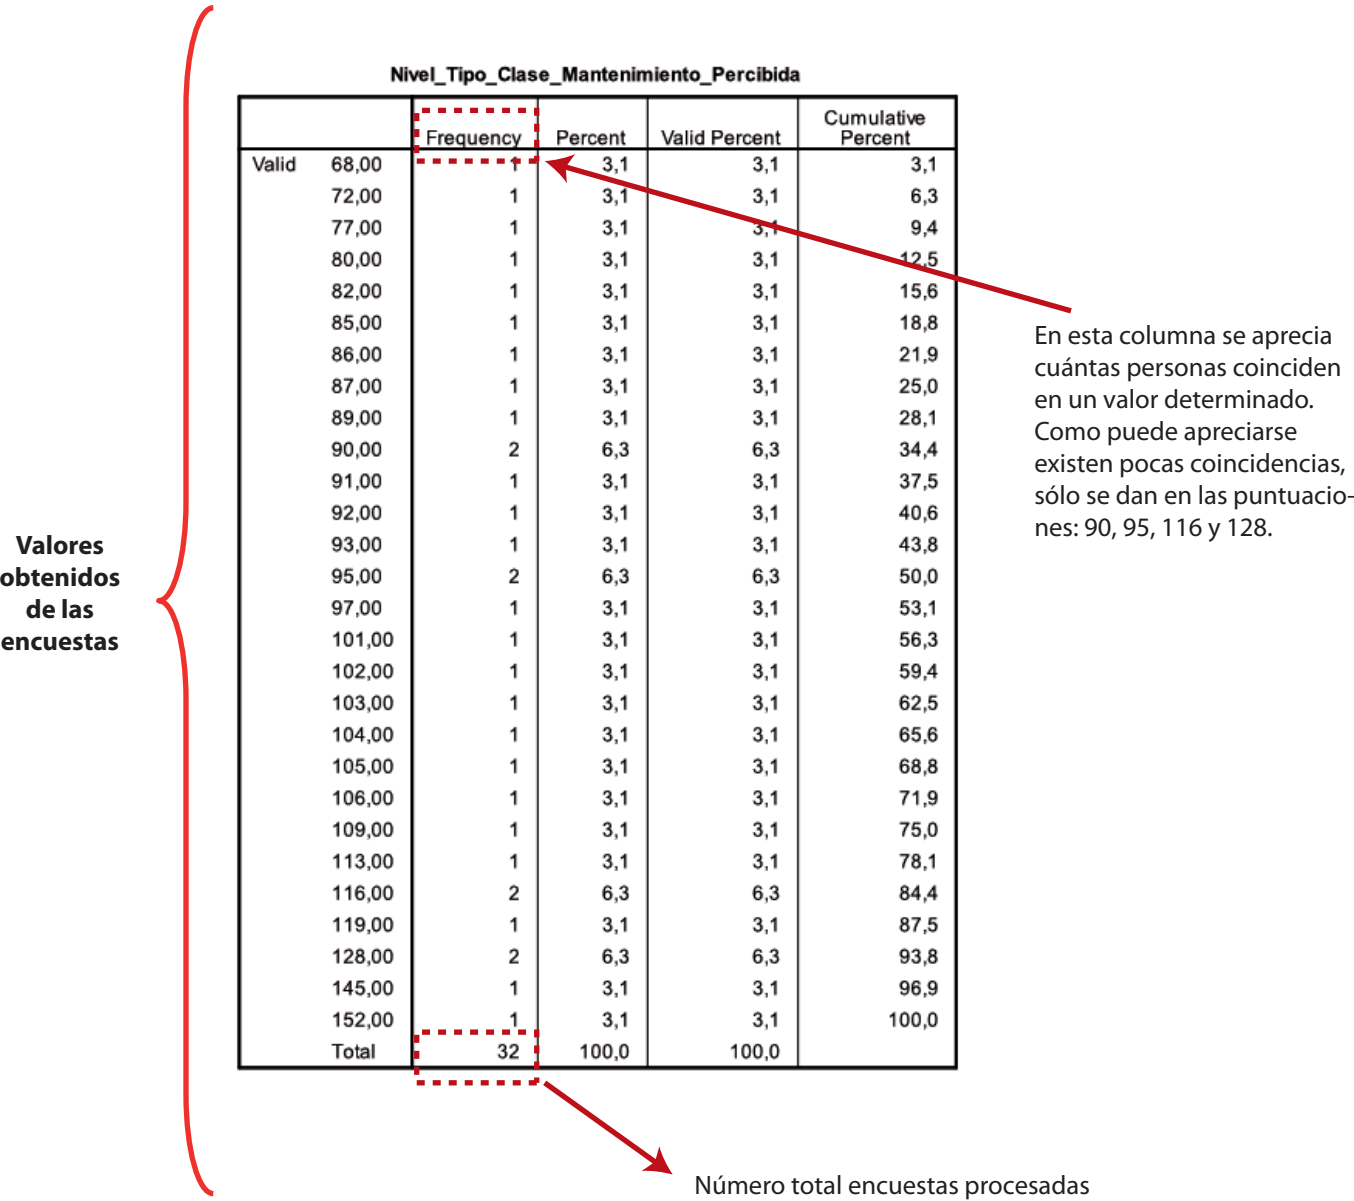 Nivel_Tipo_Clase_Mantenimiento_Percibida
Frequency Percent Valid Percent Cumulative Percent
Valid 68,00 1 3,1 3,1 3,1
72,00 1 3,1 3,1 6,3
77,00 1 3,1 3,1 9,4
80,00 1 3,1 3,1 12,5
82,00 1 3,1 3,1 15,6
85,00 1 3,1 3,1 18,8
86,00 1 3,1 3,1 21,9
87,00 1 3,1 3,1 25,0
89,00 1 3,1 3,1 28,1
90,00 2 6,3 6,3 34,4
91,00 1 3,1 3,1 37,5
92,00 1 3,1 3,1 40,6
93,00 1 3,1 3,1 43,8
95,00 2 6,3 6,3 50,0
97,00 1 3,1 3,1 53,1
101,00 1 3,1 3,1 56,3
102,00 1 3,1 3,1 59,4
103,00 1 3,1 3,1 62,5
104,00 1 3,1 3,1 65,6
105,00 1 3,1 3,1 68,8
106,00 1 3,1 3,1 71,9
109,00 1 3,1 3,1 75,0
113,00 1 3,1 3,1 78,1
116,00 2 6,3 6,3 84,4
119,00 1 3,1 3,1 87,5
128,00 2 6,3 6,3 93,8
145,00 1 3,1 3,1 96,9
152,00 1 3,1 3,1 100,0
Total 32 100,0 100,0
Valores
obtenidos
de las
encuestas
En esta columna se aprecia
cuántas personas coinciden
en un valor determinado.
Como puede apreciarse
existen pocas coincidencias,
sólo se dan en las puntuacio-
nes: 90, 95, 116 y 128.
Número total encuestas procesadas